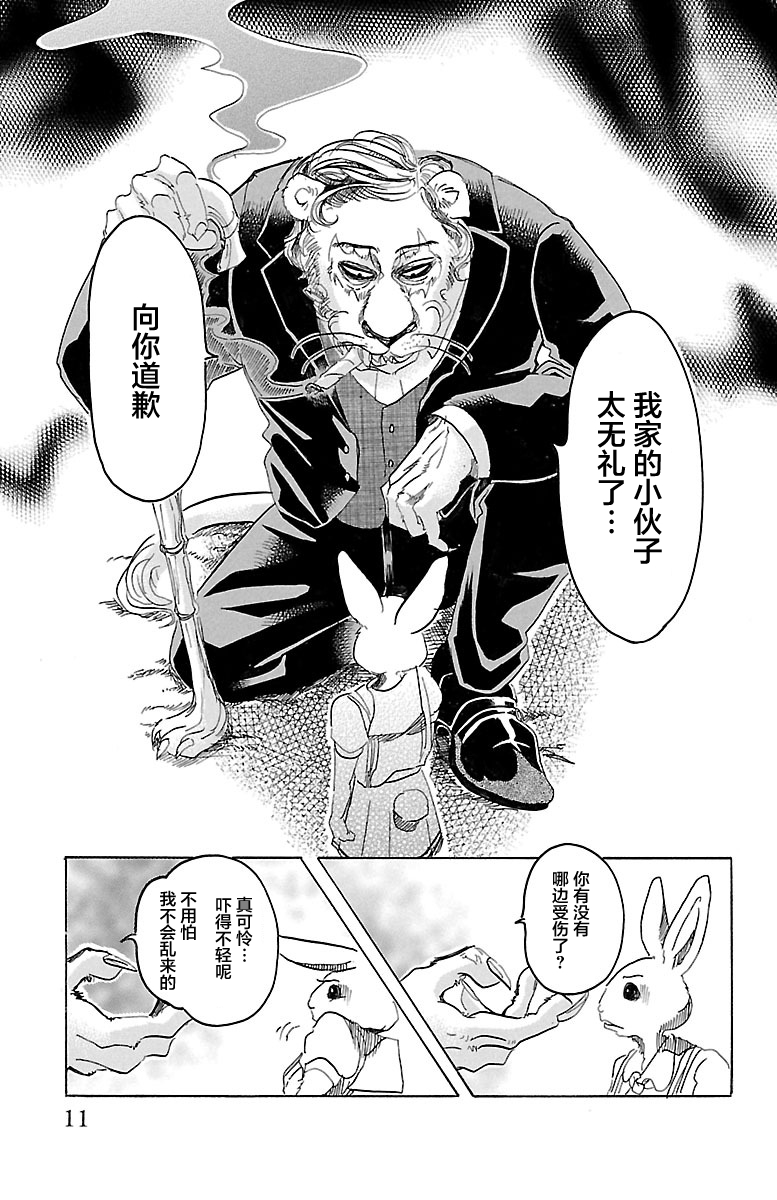 我家的小伙子
太无礼了…
向你道歉
你有没有
哪边受伤了？
真可怜…
吓得不轻呢
不用怕
我不会乱来的
11